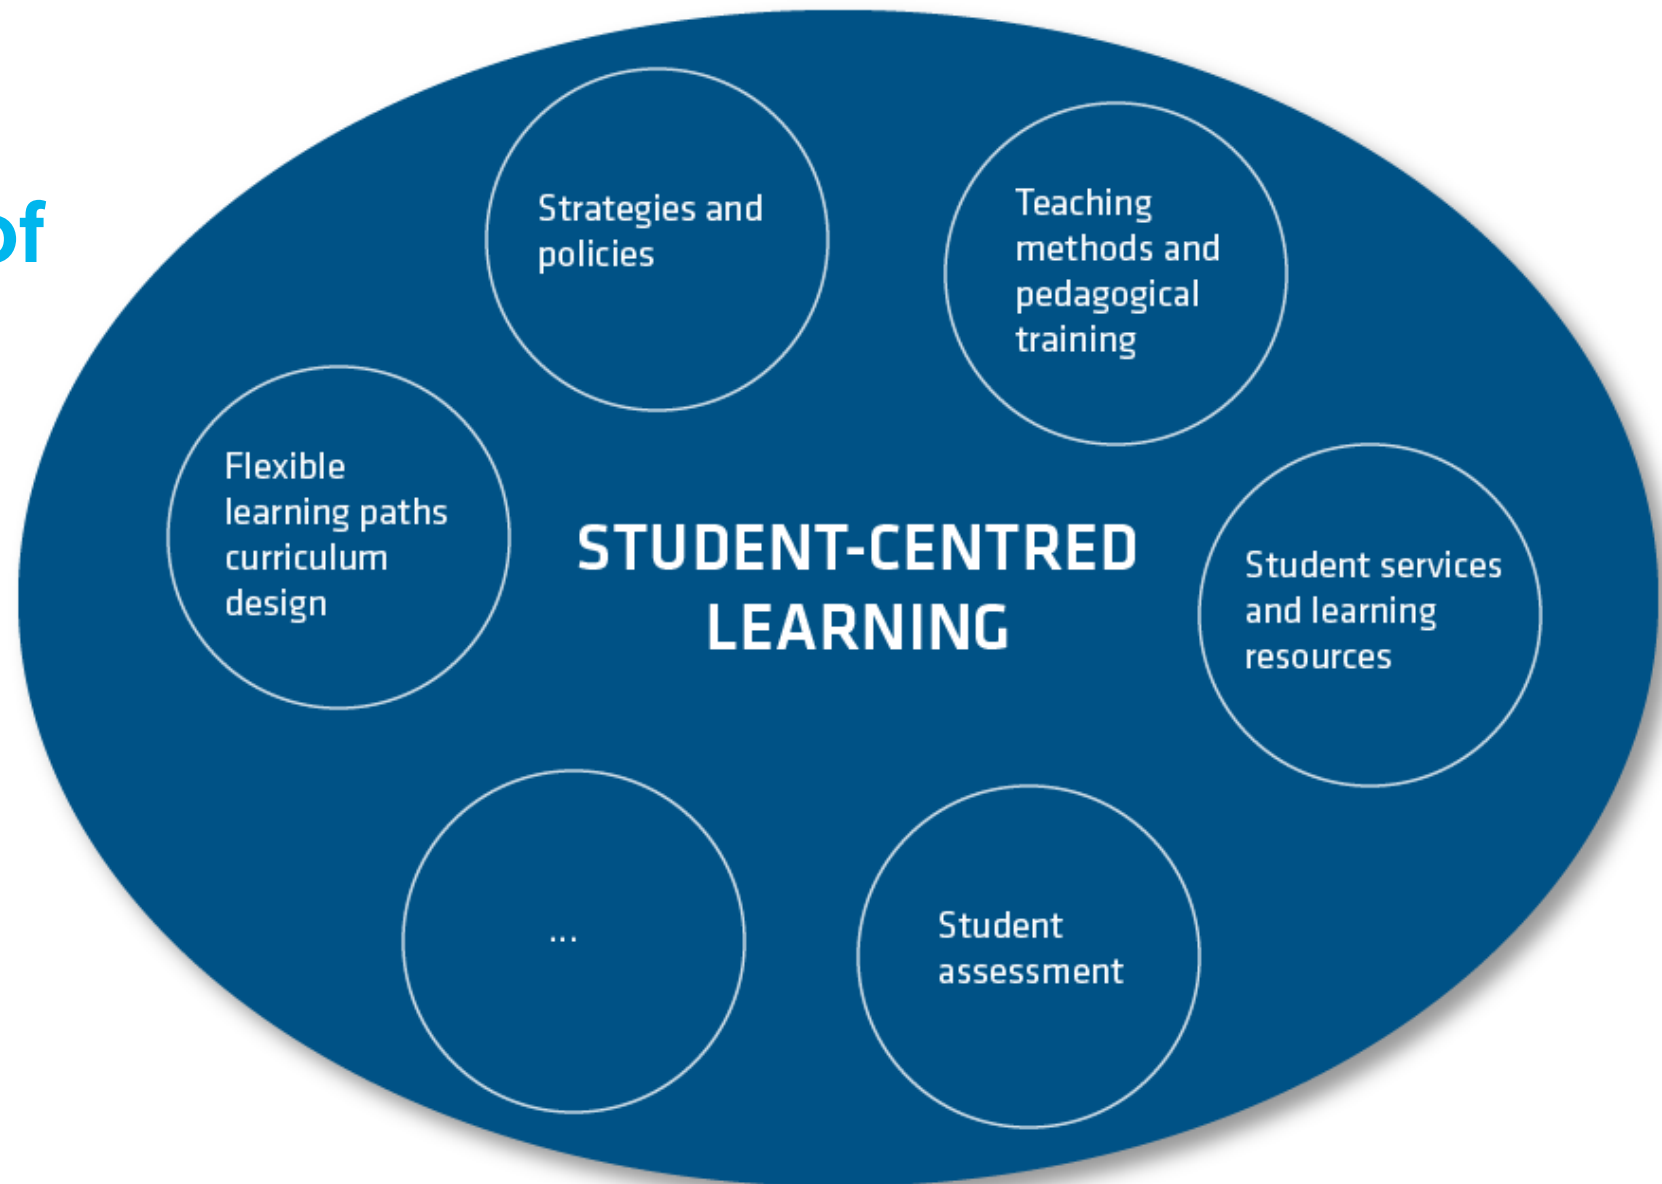 of
Strategies and
policies
Teaching
methods and
pedagogical
training
Flexible
learning paths
curriculum
design
STUDENT-CENTRED
LEARNING
Student services
and learning
resources
...
Student
assessment